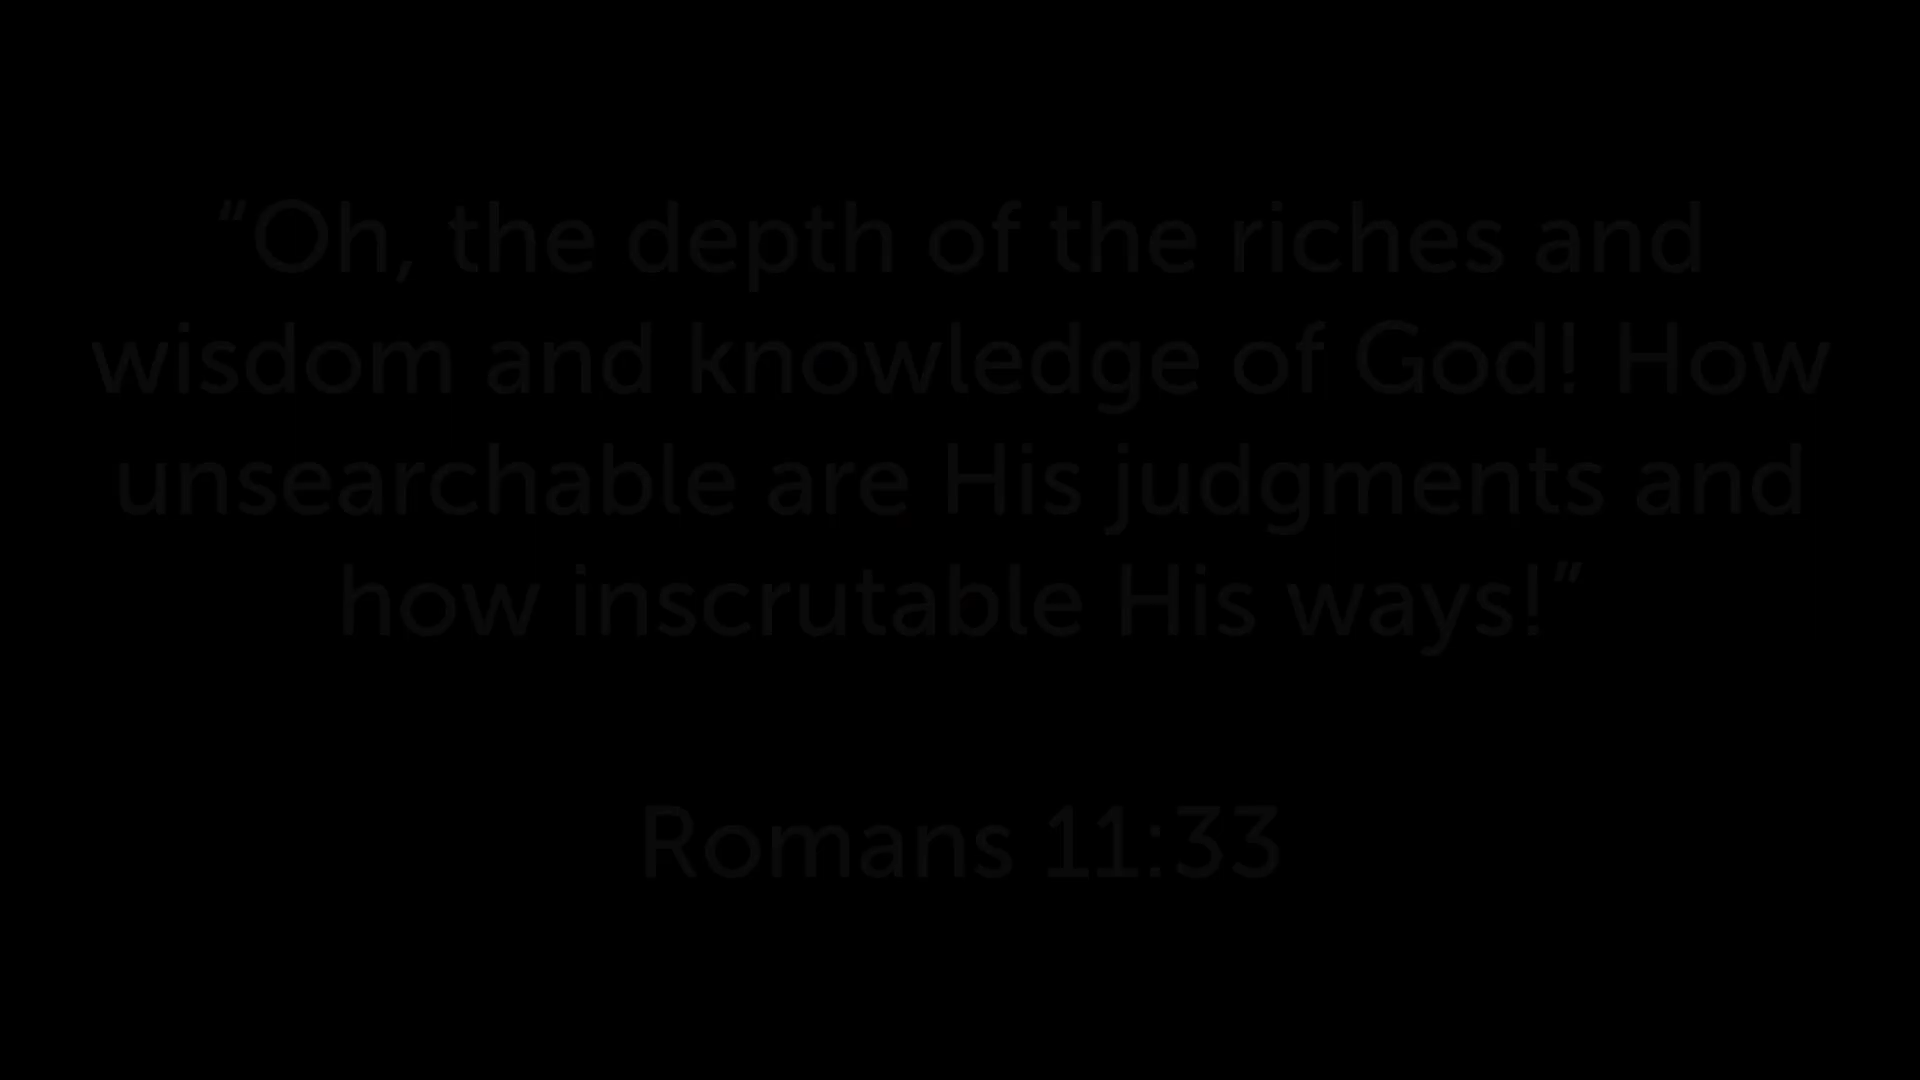 “Oh, the depth of the riches and
wisdom and knowledge of God! How
unsearchable are His judgments and
how inscrutable His ways!”
Romans 11:33